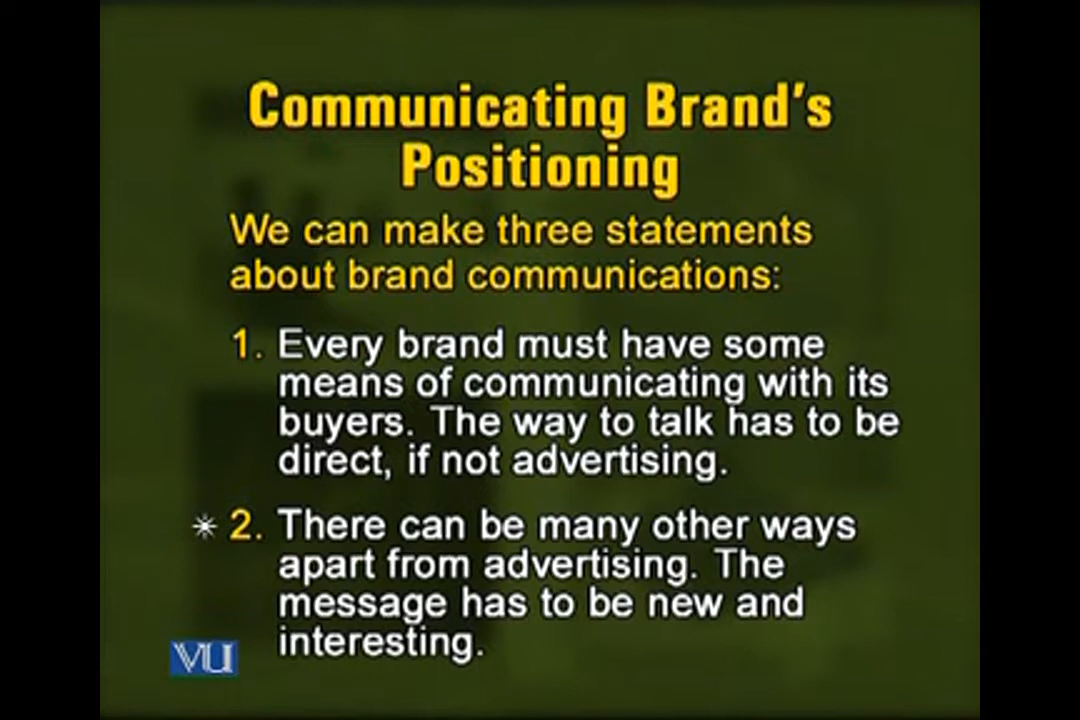 Communicating Brand's
Positioning
We can make three statements
about brand communications:
1. Every brand must have some
means of communicating with its
buyers. The way to talk has to be
direct, if not advertising.
2. There can be many other ways
apart from advertising. The
message has to be new and
interesting.
VU